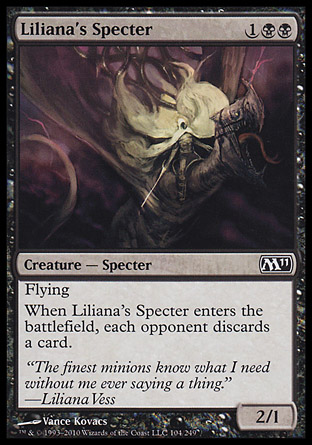 Liliana's Specter 1
Creature — Specter M11
Flying
When Liliana's Specter enters the
battlefield, each opponent discards
a card.
"The finest minions know what I need
without me ever saying a thing."
—Liliana Vess
Vance Kovacs
™ & © 1993–2010 Wizards of the Coast LLC 104/249
2/1